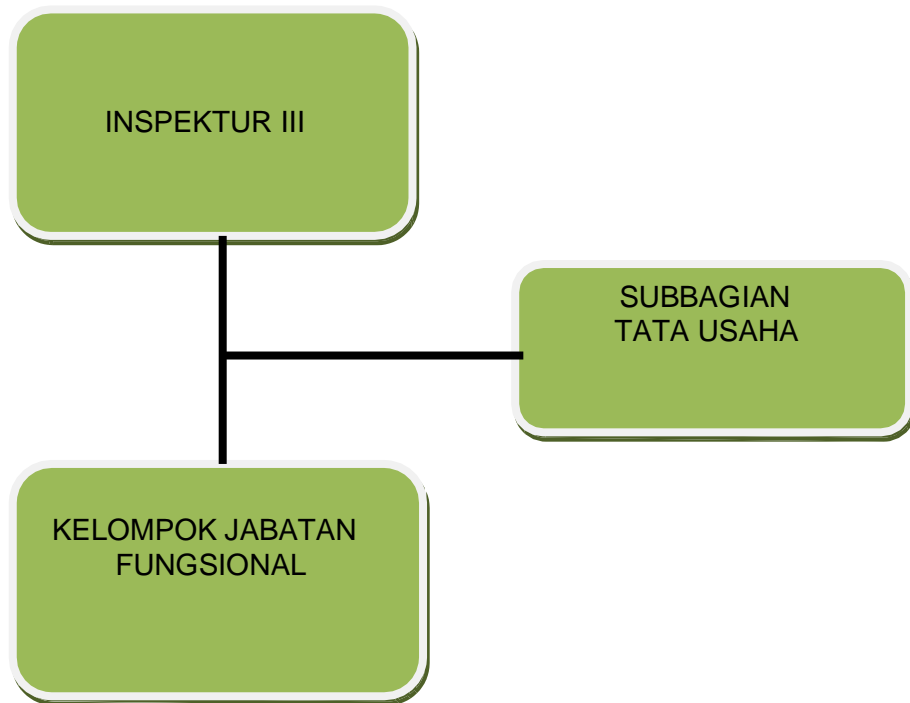 INSPEKTUR III
SUBBAGIAN
TATA USAHA
KELOMPOK JABATAN
FUNGSIONAL